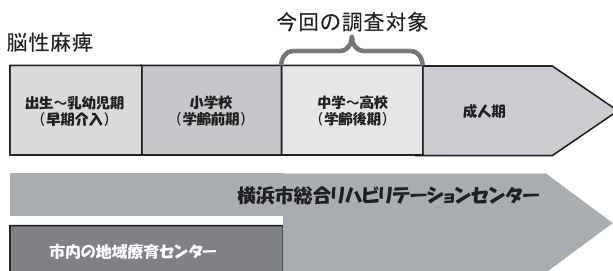 今回の調査対象
脳性麻痺
出生～乳幼児期
（早期介入）
小学校
（学齢前期）
中学～高校
（学齢後期）
成人期
横浜市総合リハビリテーションセンター
市内の地域療育センター